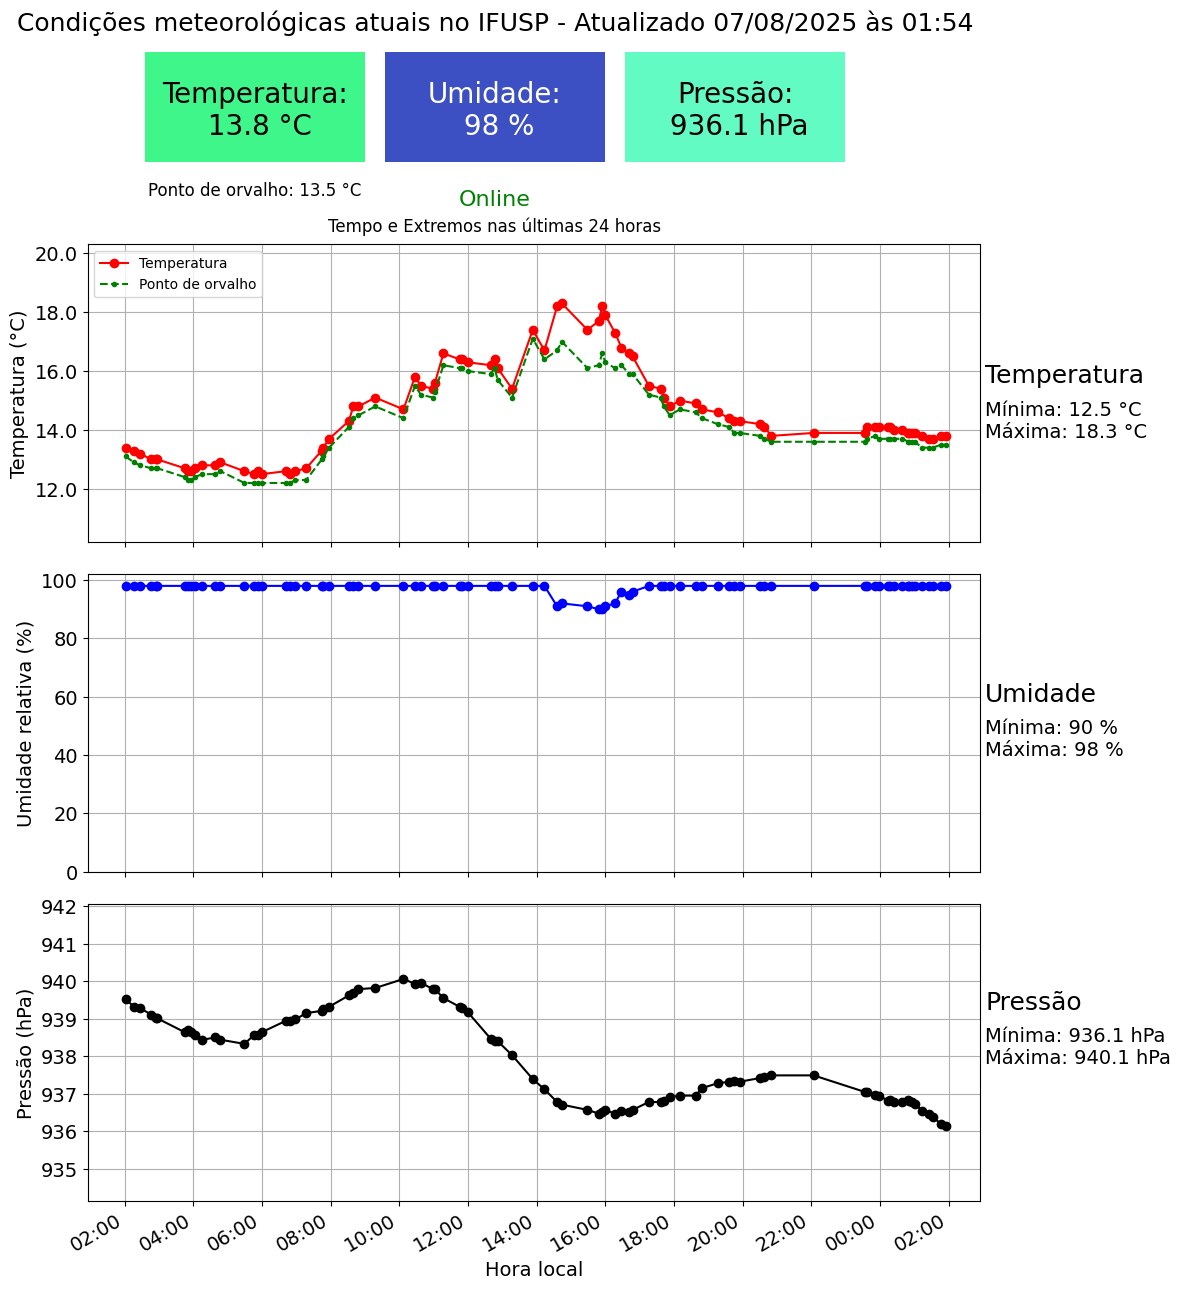 Condições meteorológicas atuais no IFUSP - Atualizado 07/08/2025 às 01:54
Temperatura:
13.8 °C
Umidade:
98 %
Pressão:
936.1 hPa
Ponto de orvalho: 13.5 °C
Online
Tempo e Extremos nas últimas 24 horas
Temperatura
Ponto de orvalho
Temperatura (°C)
20.0
18.0
16.0
14.0
12.0
Temperatura
Mínima: 12.5 °C
Máxima: 18.3 °C
Umidade relativa (%)
100
80
60
40
20
0
Umidade
Mínima: 90 %
Máxima: 98 %
Pressão (hPa)
942
941
940
939
938
937
936
935
Pressão
Mínima: 936.1 hPa
Máxima: 940.1 hPa
02:00
04:00
06:00
08:00
10:00
12:00
14:00
16:00
18:00
20:00
22:00
00:00
02:00
Hora local